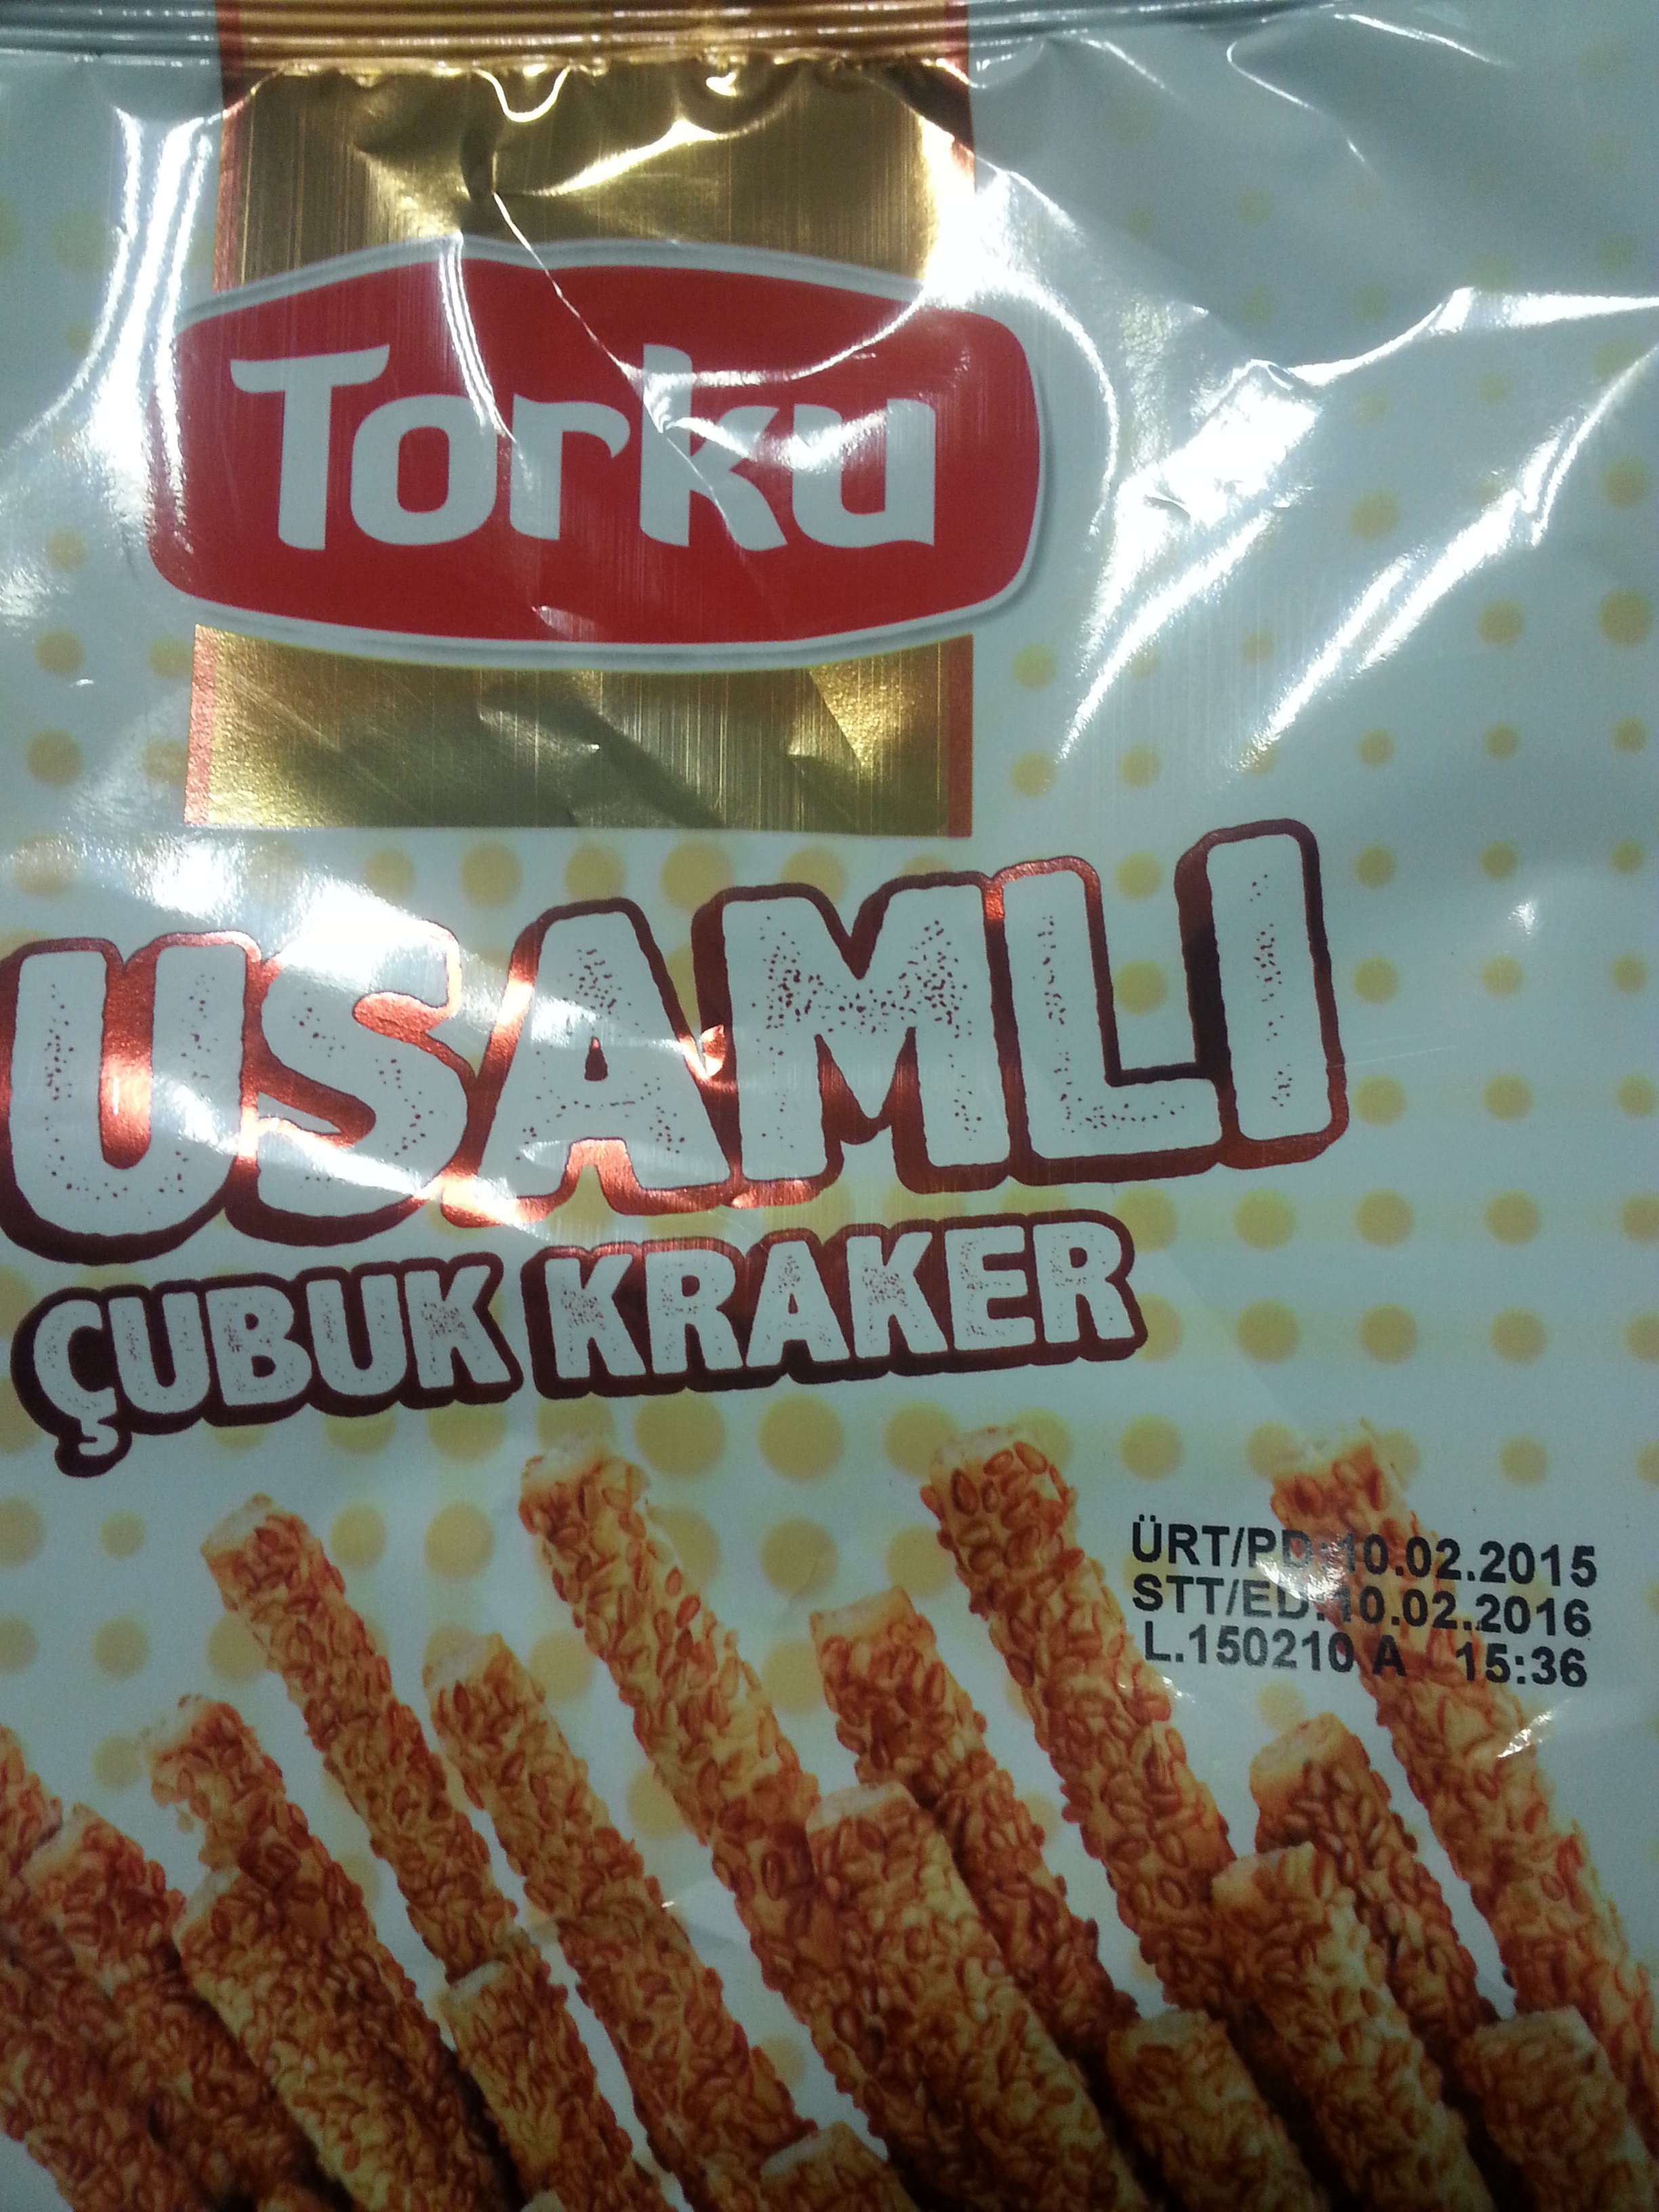 Torku
USAMLI
ÇUBUK KRAKER
ÜRT/PD:10.02.2015
STT/ED:10.02.2016
L.150210 A 15:36